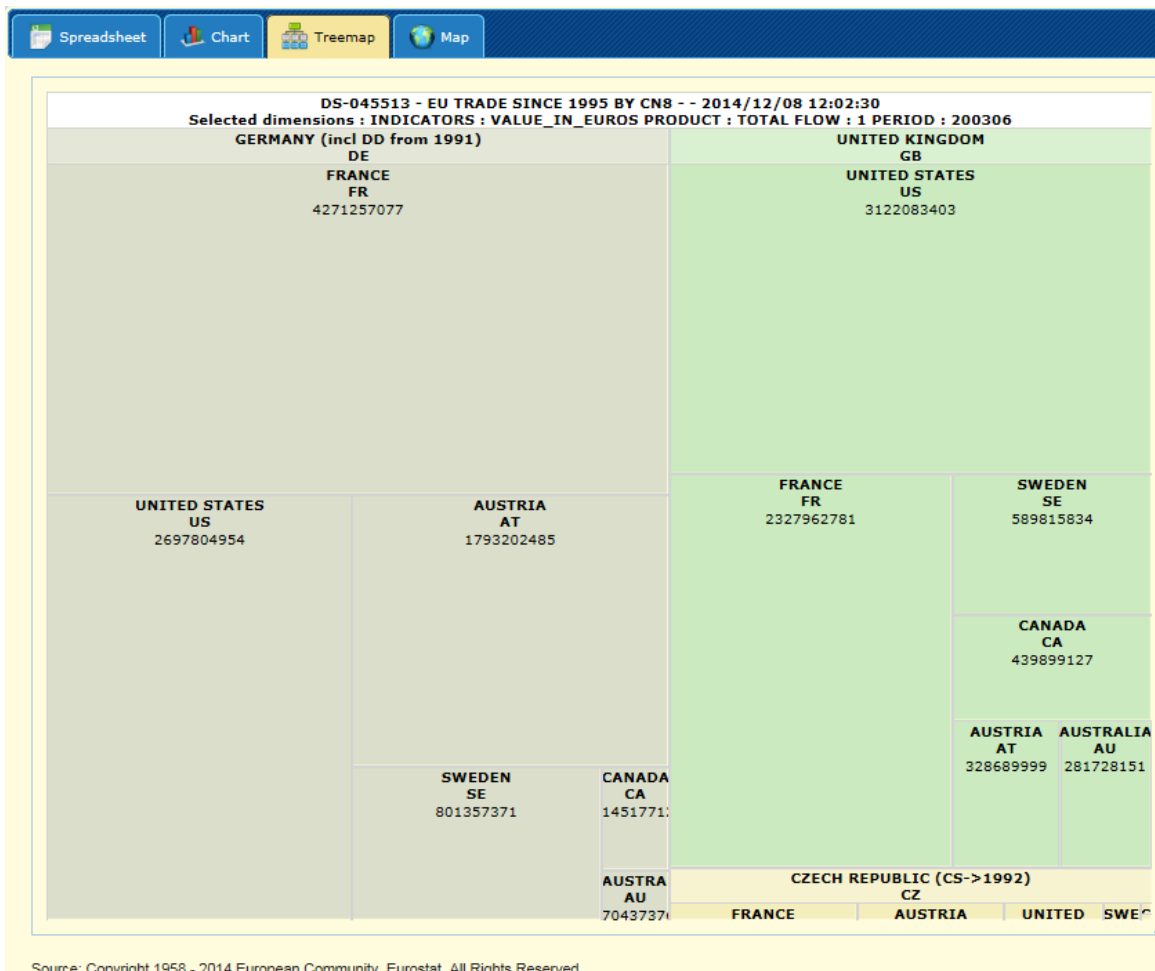 Spreadsheet
Chart
Treemap
Map
DS-045513 - EU TRADE SINCE 1995 BY CN8 - - 2014/12/08 12:02:30
Selected dimensions : INDICATORS : VALUE_IN_EUROS PRODUCT : TOTAL FLOW : 1 PERIOD : 200306
GERMANY (incl DD from 1991)
DE
FRANCE
FR
4271257077
UNITED STATES
US
2697804954
AUSTRIA
AT
1793202485
SWEDEN
SE
801357371
CANADA
CA
1451771
AUSTRA
AU
7043737
UNITED KINGDOM
GB
UNITED STATES
US
3122083403
FRANCE
FR
2327962781
SWEDEN
SE
589815834
CANADA
CA
439899127
AUSTRIA
AT
328689999
AUSTRALIA
AU
281728151
CZECH REPUBLIC (CS->1992)
CZ
FRANCE
AUSTRIA
UNITED
SWE
Source: Copyright 1958 - 2014 European Community, Eurostat. All Rights Reserved